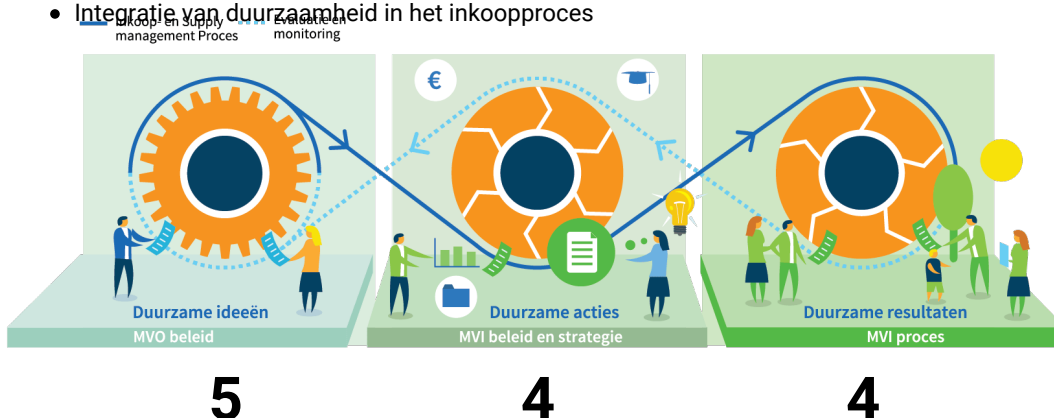 • Integratie van duurzaamheid in het inkoopproces
Inkoop- en Supply
management Proces
Evaluatie en
monitoring
€
Duurzame ideeën
Duurzame acties
Duurzame resultaten
MVO beleid
MVI beleid en strategie
MVI proces
5
4
4